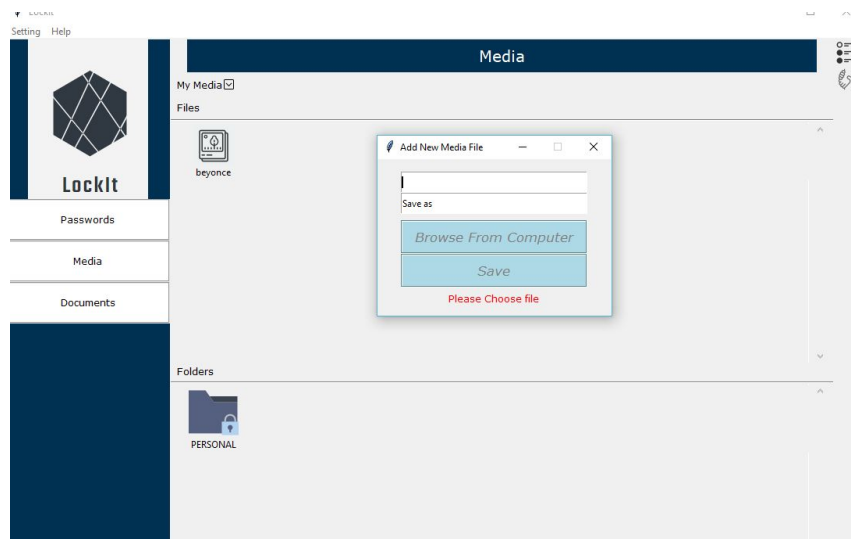 LockIt
Setting Help
Media
My Media
Files
beyonce
Add New Media File
Save as
Browse From Computer
Save
Please Choose file
LockIt
Passwords
Media
Documents
Folders
PERSONAL